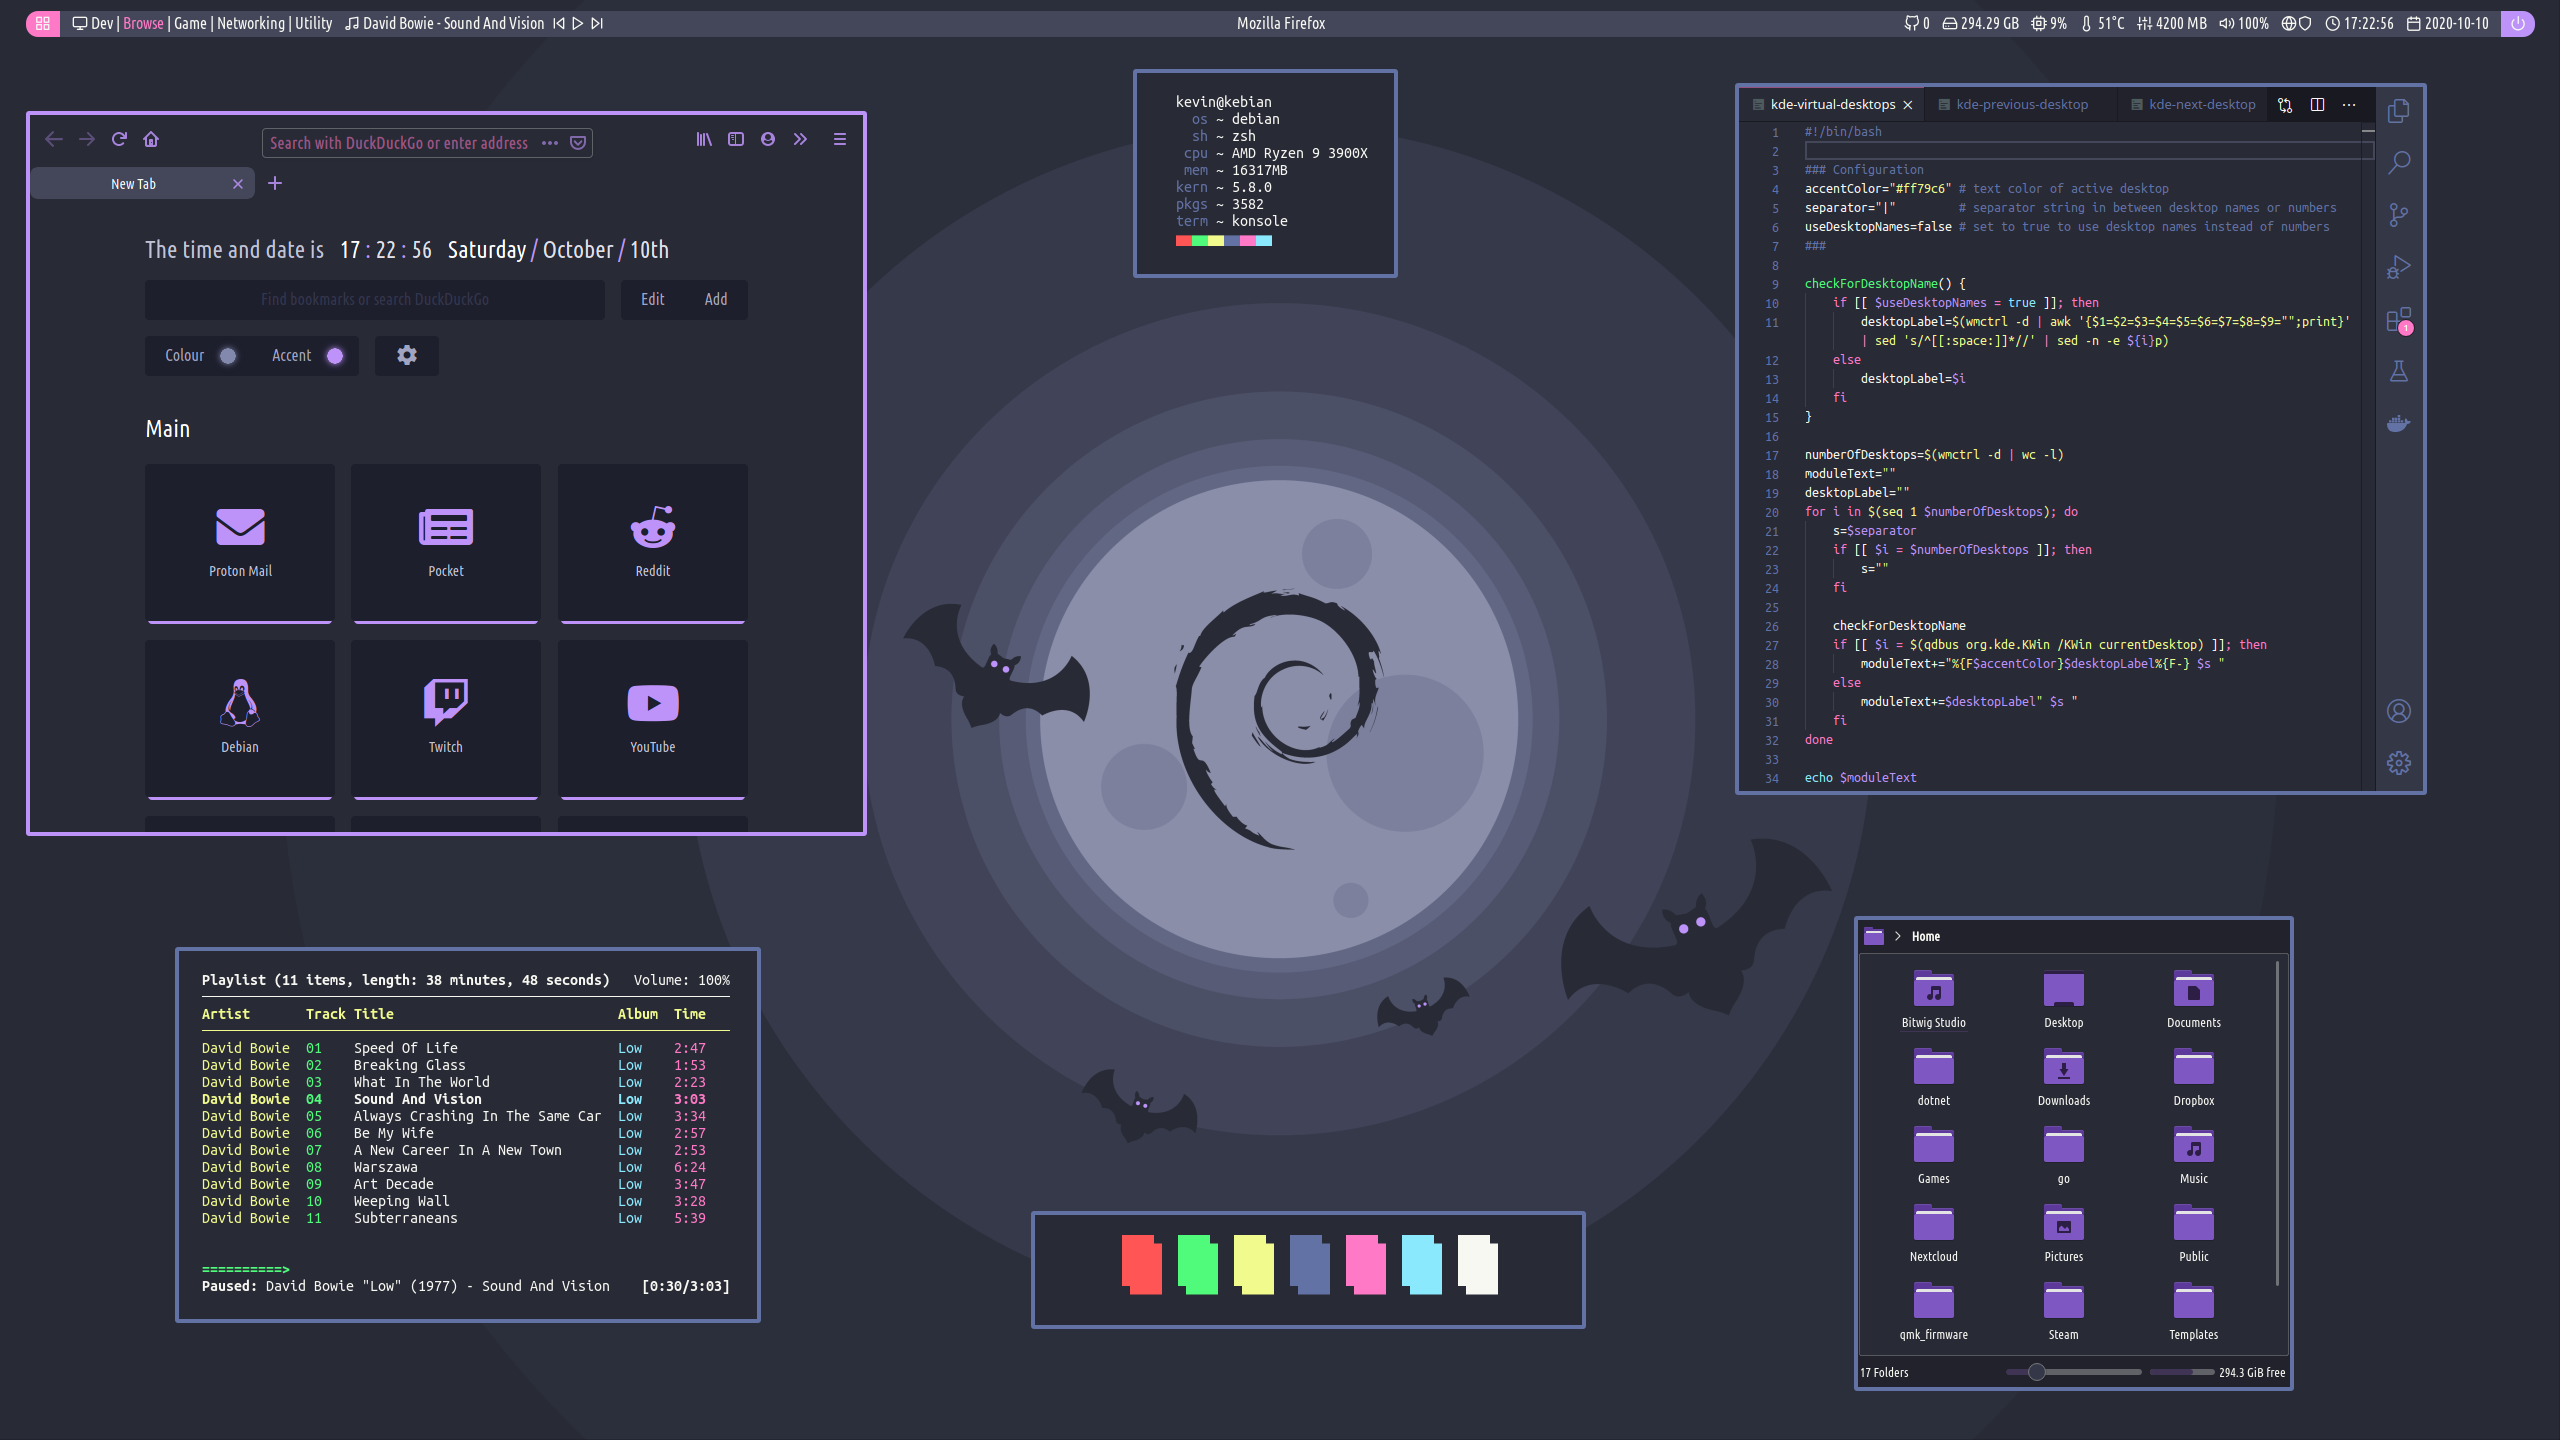 Dev | Browse | Game | Networking | Utility David Bowie - Sound And Vision
Mozilla Firefox
0 294.29 GB 9% 51°C 4200 MB 100% 17:22:56 2020-10-10
Search with DuckDuckGo or enter address
New Tab
The time and date is 17 : 22 : 56 Saturday / October / 10th
Find bookmarks or search DuckDuckGo Edit Add
Colour Accent
Main
Proton Mail Pocket Reddit
Debian Twitch YouTube
kevin@kebian
os ~ debian
sh ~ zsh
cpu ~ AMD Ryzen 9 3900X
mem ~ 16317MB
kern ~ 5.8.0
pkgs ~ 3582
term ~ konsole
kde-virtual-desktops kde-previous-desktop kde-next-desktop
1 #!/bin/bash
2
3 ### Configuration
4 accentColor="#ff79c6" # text color of active desktop
5 separator="|" # separator string in between desktop names or numbers
6 useDesktopNames=false # set to true to use desktop names instead of numbers
7 ###
8
9 checkForDesktopName() {
10 if [[ $useDesktopNames = true ]]; then
11 desktopLabel=$(wmctrl -d | awk '{$1=$2=$3=$4=$5=$6=$7=$8=$9="";print}'
| sed 's/^[[:space:]]*//' | sed -n -e ${i}p)
12 else
13 desktopLabel=$i
14 fi
15 }
16
17 numberOfDesktops=$(wmctrl -d | wc -l)
18 moduleText=""
19 desktopLabel=""
20 for i in $(seq 1 $numberOfDesktops); do
21 s=$separator
22 if [[ $i = $numberOfDesktops ]]; then
23 s=""
24 fi
25
26 checkForDesktopName
27 if [[ $i = $(qdbus org.kde.KWin /KWin currentDesktop) ]]; then
28 moduleText+="%{F$accentColor}$desktopLabel%{F-} $s "
29 else
30 moduleText+=$desktopLabel" $s "
31 fi
32 done
33
34 echo $moduleText
1
Playlist (11 items, length: 38 minutes, 48 seconds) Volume: 100%
Artist Track Title Album Time
David Bowie 01 Speed Of Life Low 2:47
David Bowie 02 Breaking Glass Low 1:53
David Bowie 03 What In The World Low 2:23
David Bowie 04 Sound And Vision Low 3:03
David Bowie 05 Always Crashing In The Same Car Low 3:34
David Bowie 06 Be My Wife Low 2:57
David Bowie 07 A New Career In A New Town Low 2:53
David Bowie 08 Warszawa Low 6:24
David Bowie 09 Art Decade Low 3:47
David Bowie 10 Weeping Wall Low 3:28
David Bowie 11 Subterraneans Low 5:39
==========>
Paused: David Bowie "Low" (1977) - Sound And Vision [0:30/3:03]
Home
Bitwig Studio Desktop Documents
dotnet Downloads Dropbox
Games go Music
Nextcloud Pictures Public
qmk_firmware Steam Templates
17 Folders 294.3 GiB free